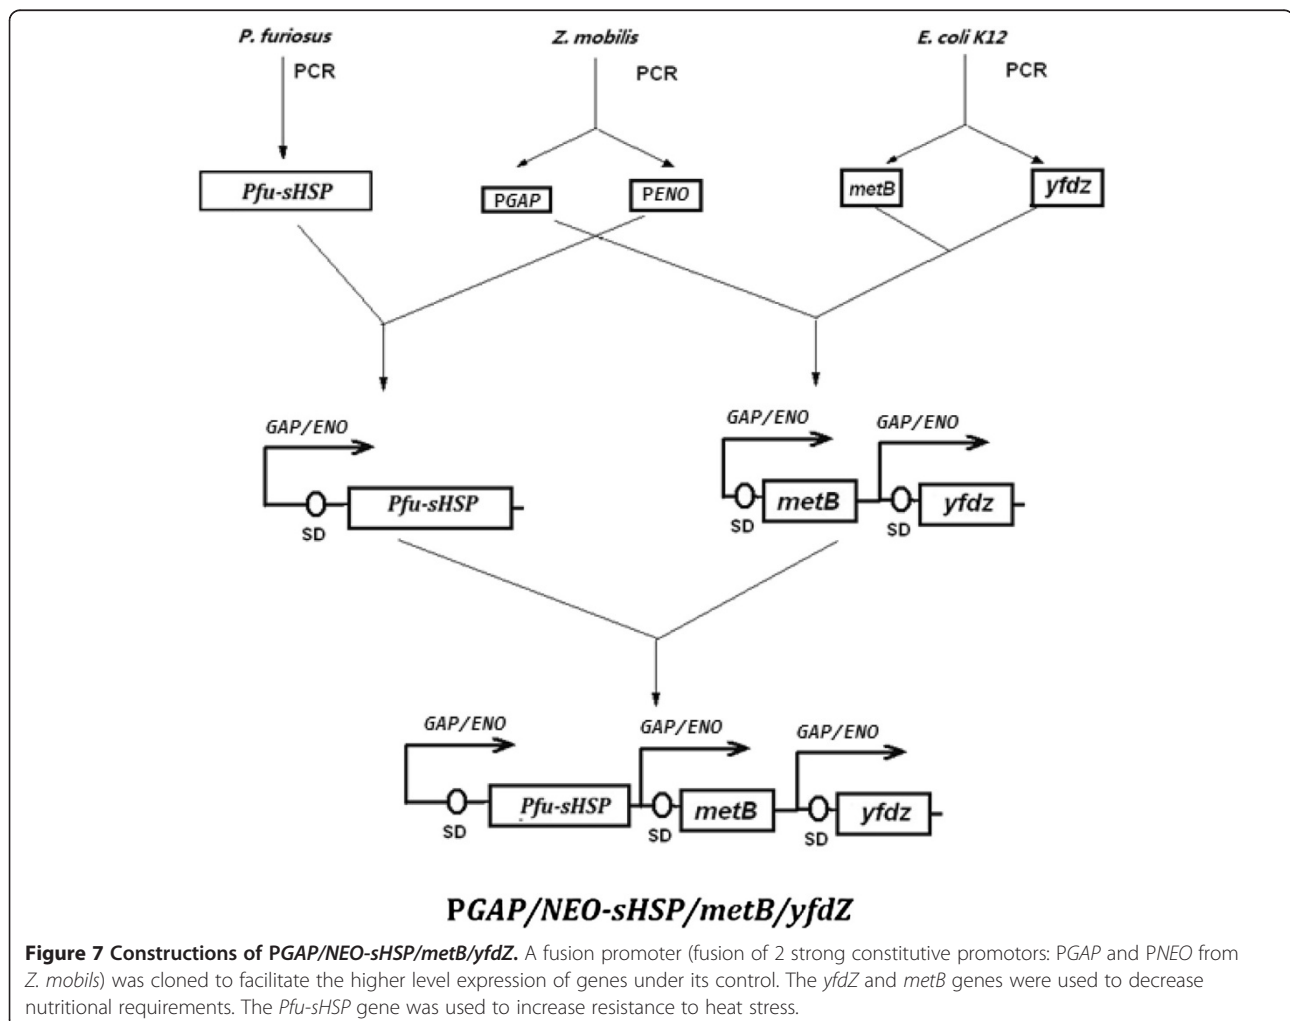 P. furiosus Z. mobilis E. coli K12
PCR PCR PCR
Pfu-sHSP PGAP PENO metB yfdz
GAP/ENO GAP/ENO GAP/ENO
Pfu-sHSP metB yfdz
SD SD SD
GAP/ENO GAP/ENO GAP/ENO
Pfu-sHSP metB yfdz
SD SD SD
PGAP/NEO-sHSP/metB/yfdZ
Figure 7 Constructions of PGAP/NEO-sHSP/metB/yfdZ. A fusion promoter (fusion of 2 strong constitutive promotors: PGAP and PNEO from
Z. mobils) was cloned to facilitate the higher level expression of genes under its control. The yfdZ and metB genes were used to decrease
nutritional requirements. The Pfu-sHSP gene was used to increase resistance to heat stress.